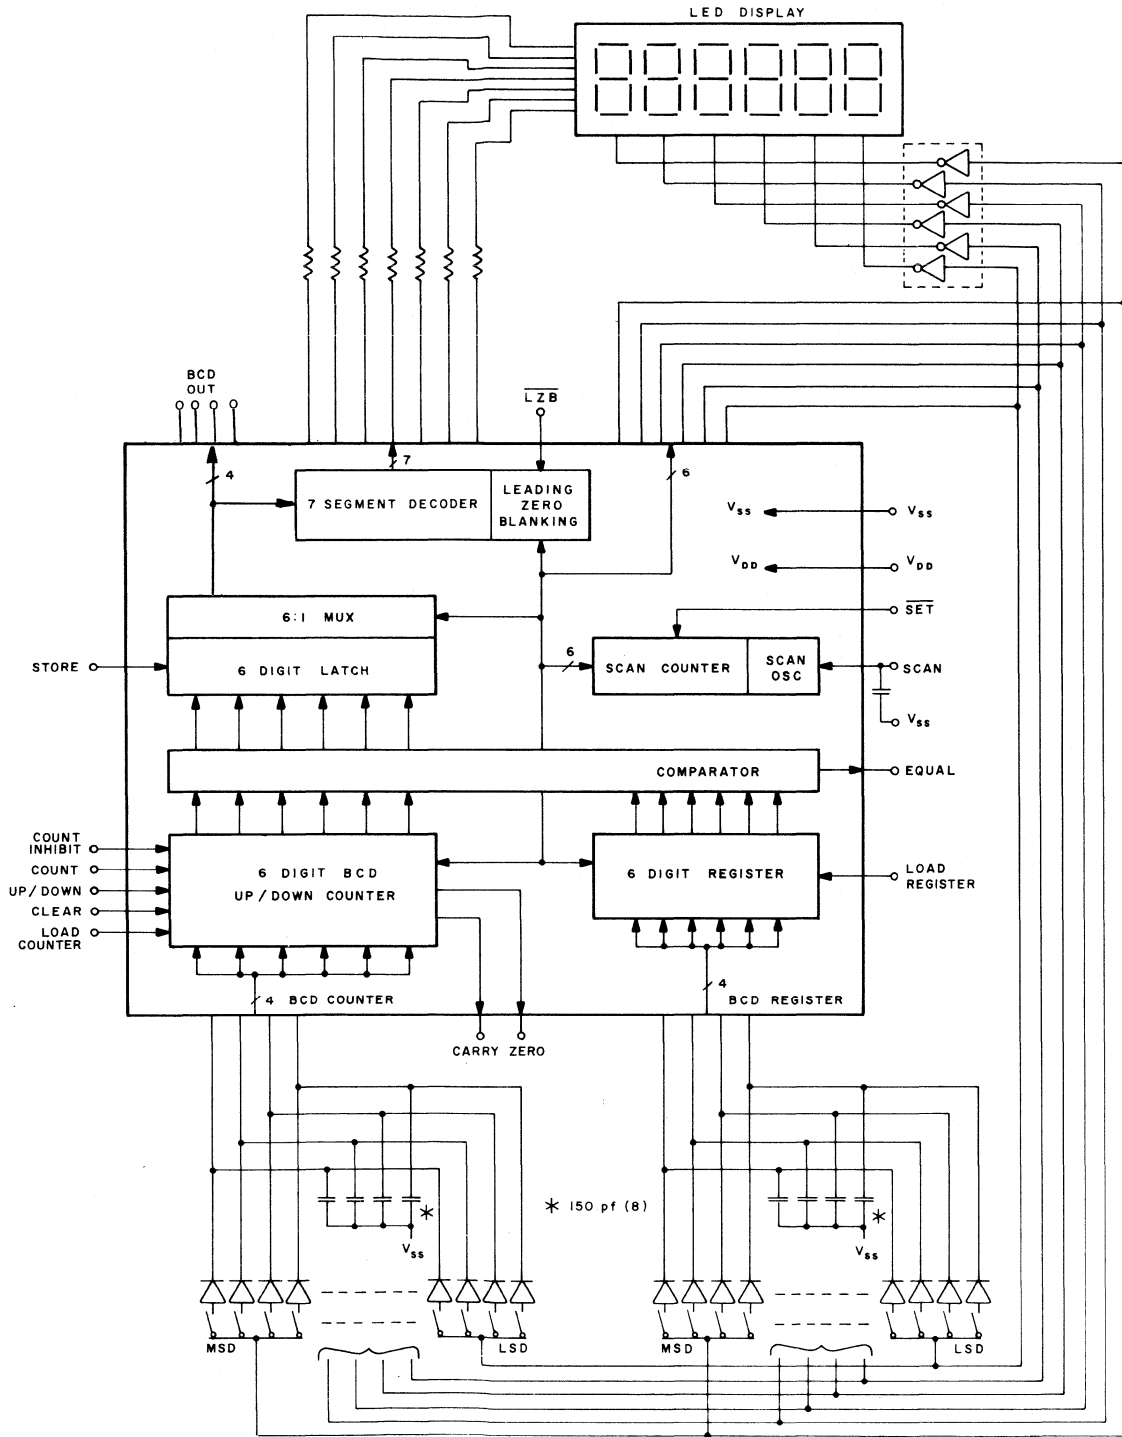 LED DISPLAY
BCD
OUT
LZB
4
7
6
7 SEGMENT DECODER
LEADING
ZERO
BLANKING
Vss
Vss
VDD
VDD
SET
6:1 MUX
6 DIGIT LATCH
STORE
6
SCAN COUNTER
SCAN
OSC
SCAN
Vss
COMPARATOR
EQUAL
COUNT
INHIBIT
COUNT
UP/DOWN
CLEAR
LOAD
COUNTER
6 DIGIT BCD
UP/DOWN COUNTER
6 DIGIT REGISTER
LOAD
REGISTER
4
BCD COUNTER
4
BCD REGISTER
CARRY
ZERO
*
* 150 pf (8)
*
Vss
Vss
MSD
LSD
MSD
LSD